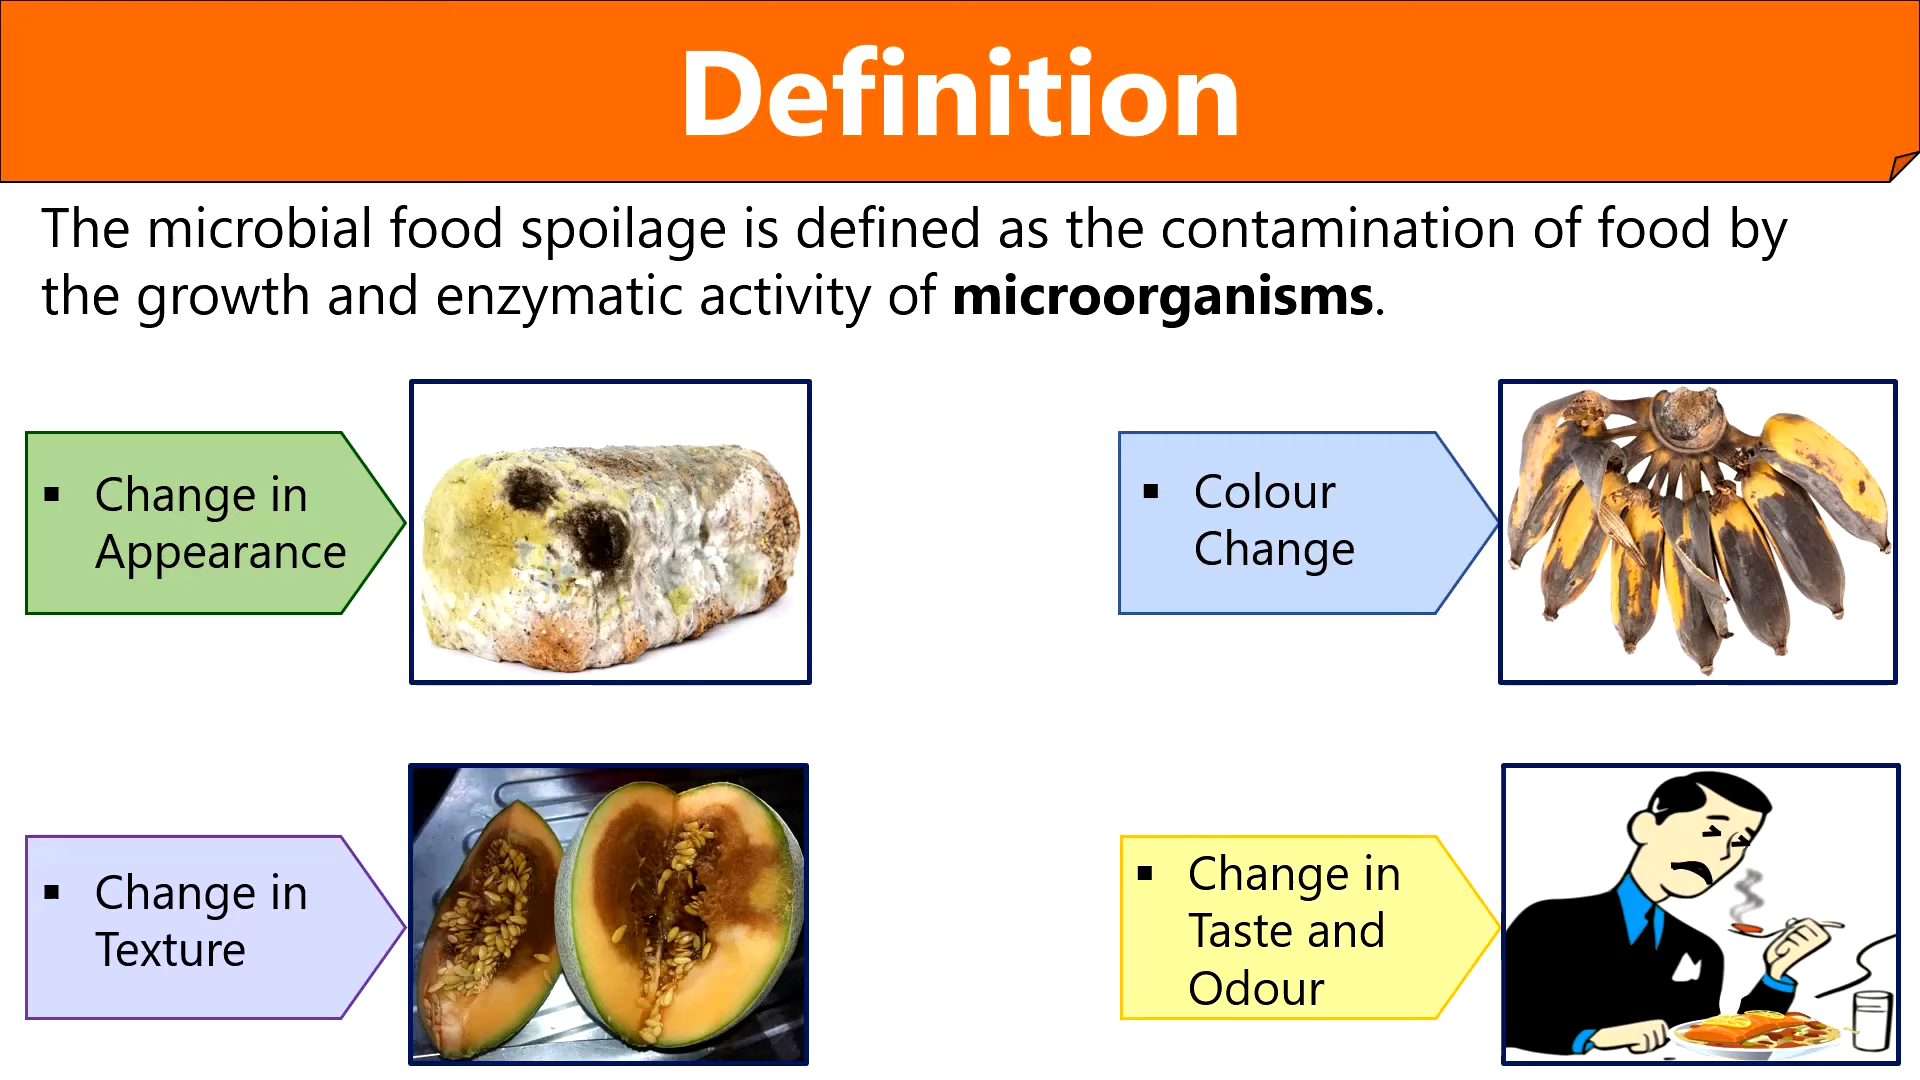 Definition
The microbial food spoilage is defined as the contamination of food by
the growth and enzymatic activity of microorganisms.
▪ Change in
Appearance
▪ Colour
Change
▪ Change in
Texture
▪ Change in
Taste and
Odour